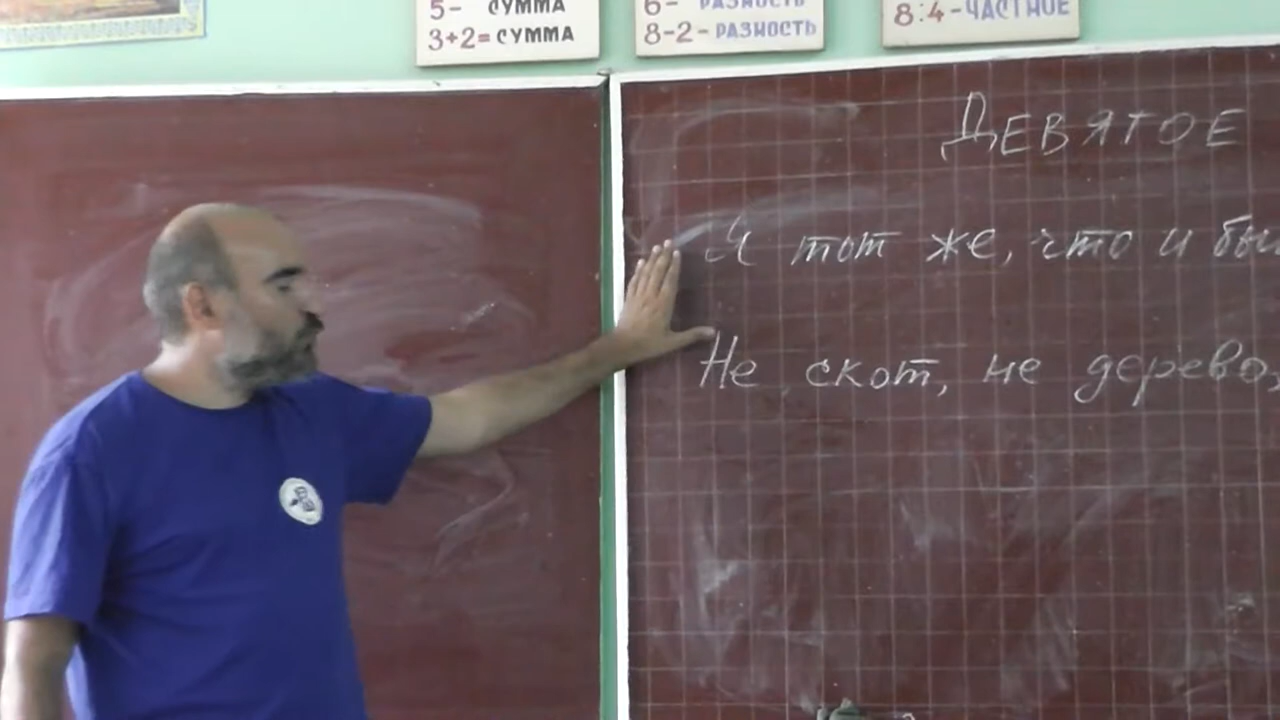 5- СУММА
3+2= СУММА
6- РАЗНОСТЬ
8-2- РАЗНОСТЬ
8:4-ЧАСТНОЕ
ДЕВЯТОЕ
Я тот же, что и бы
Не скот, не дерево,